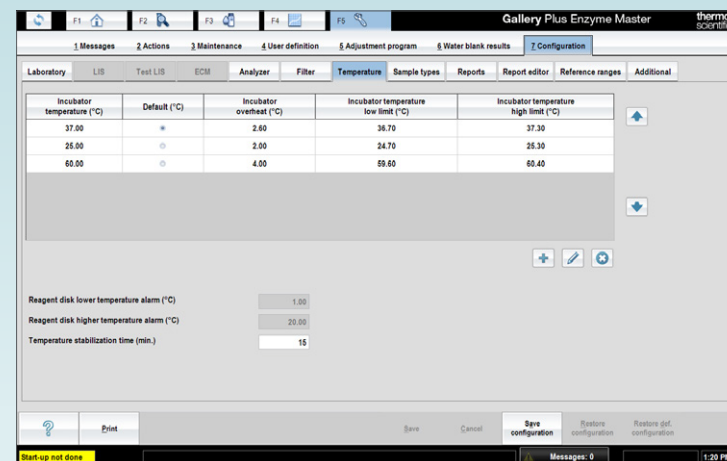 F1 F2 F3 F4 F5 Gallery Plus Enzyme Master thermo
scientific
1 Messages 2 Actions 3 Maintenance 4 User definition 5 Adjustment program 6 Water blank results 7 Configuration
Laboratory LIS Test LIS ECM Analyzer Filter Temperature Sample types Reports Report editor Reference ranges Additional
Incubator temperature (°C) Default (°C) Incubator overheat (°C) Incubator temperature low limit (°C) Incubator temperature high limit (°C)
37.00 2.60 36.70 37.30
25.00 2.00 24.70 25.30
60.00 4.00 59.60 60.40
Reagent disk lower temperature alarm (°C) 1.00
Reagent disk higher temperature alarm (°C) 20.00
Temperature stabilization time (min.) 15
Print Save Cancel Save configuration Restore configuration Restore def. configuration
Start-up not done Messages: 0 1:20 PM